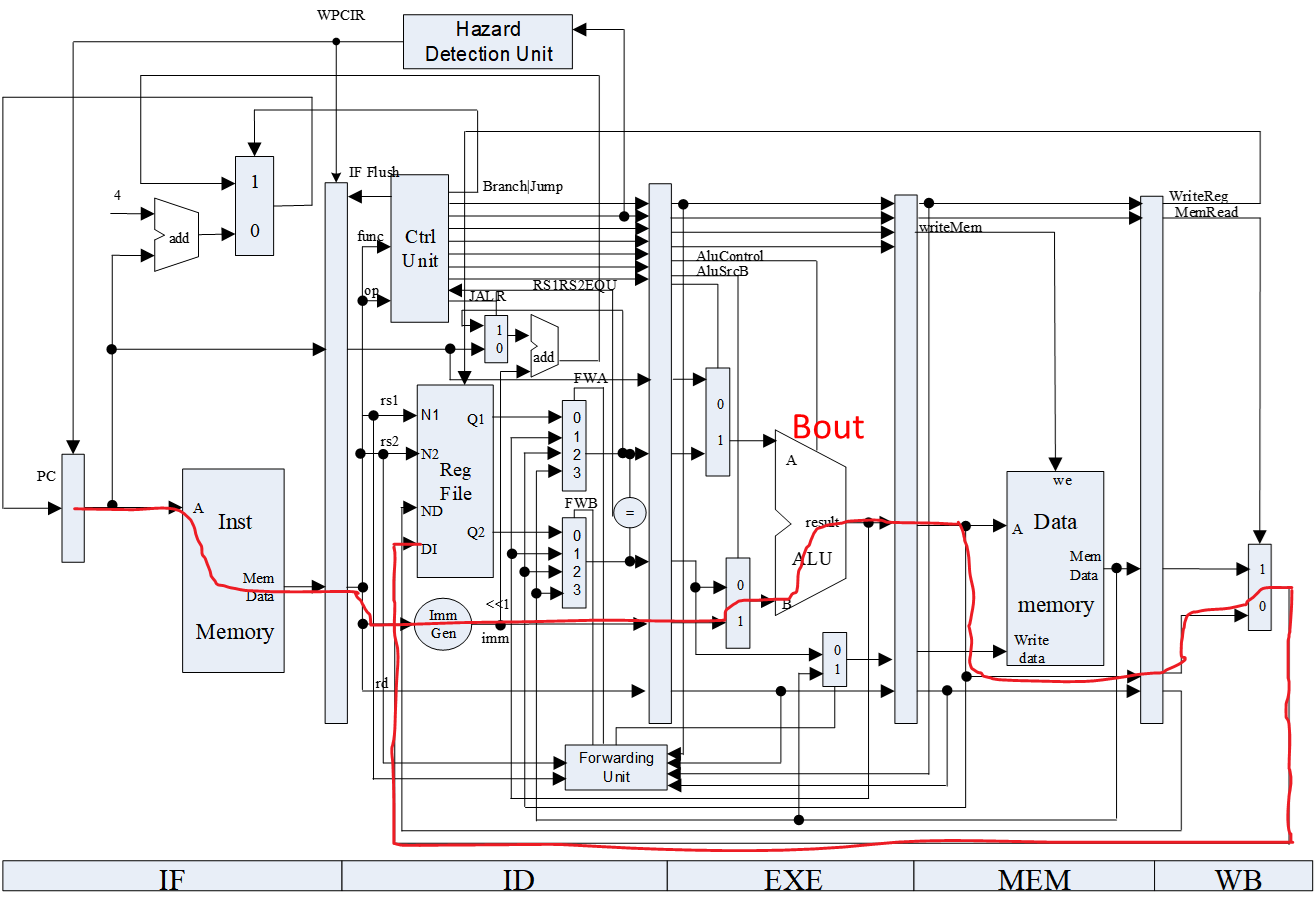 WPCIR
Hazard
Detection Unit
IF Flush
Branch|Jump
WriteReg
MemRead
1
4
0
add
func
Ctrl
Unit
writeMem
AluControl
AluSrcB
op
RS1RS2EQU
JALR
1
0
add
FWA
rs1
N1
Q1
0
1
2
3
0
1
Bout
A
rs2
N2
Reg
File
PC
A
Inst
Memory
Mem
Data
ND
DI
Q2
FWB
0
1
2
3
=
result
ALU
B
we
A
Data
memory
Mem
Data
Write
data
1
0
0
1
Imm
Gen
<<1
imm
0
1
rd
Forwarding
Unit
IF
ID
EXE
MEM
WB